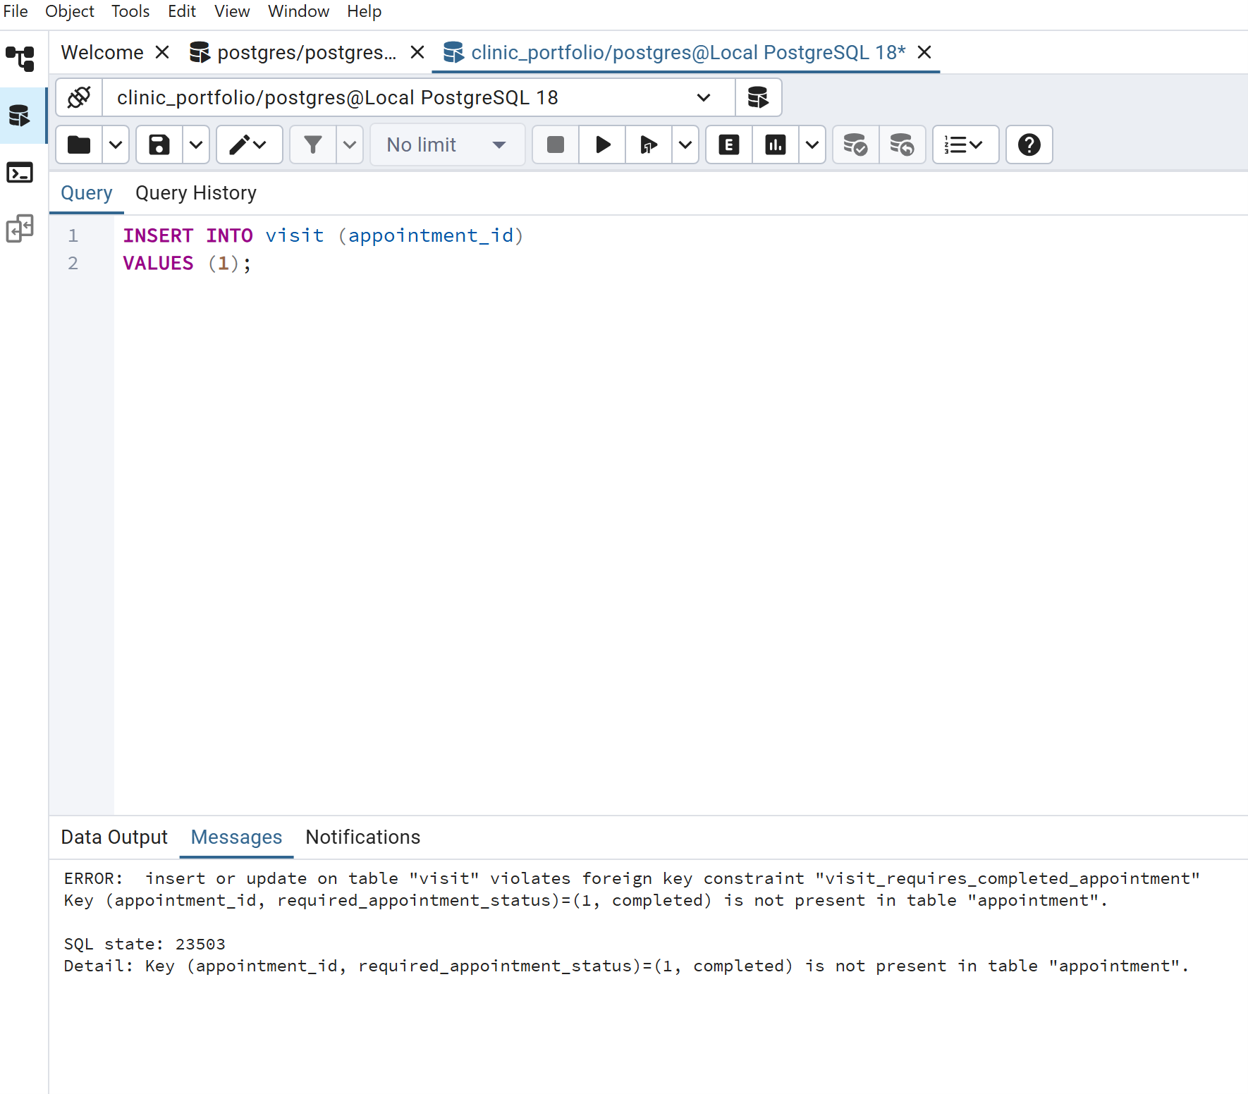 File Object Tools Edit View Window Help
Welcome postgres/postgres... clinic_portfolio/postgres@Local PostgreSQL 18*
clinic_portfolio/postgres@Local PostgreSQL 18
No limit E
Query Query History
1 INSERT INTO visit (appointment_id)
2 VALUES (1);
Data Output Messages Notifications
ERROR:  insert or update on table "visit" violates foreign key constraint "visit_requires_completed_appointment"
Key (appointment_id, required_appointment_status)=(1, completed) is not present in table "appointment".
SQL state: 23503
Detail: Key (appointment_id, required_appointment_status)=(1, completed) is not present in table "appointment".